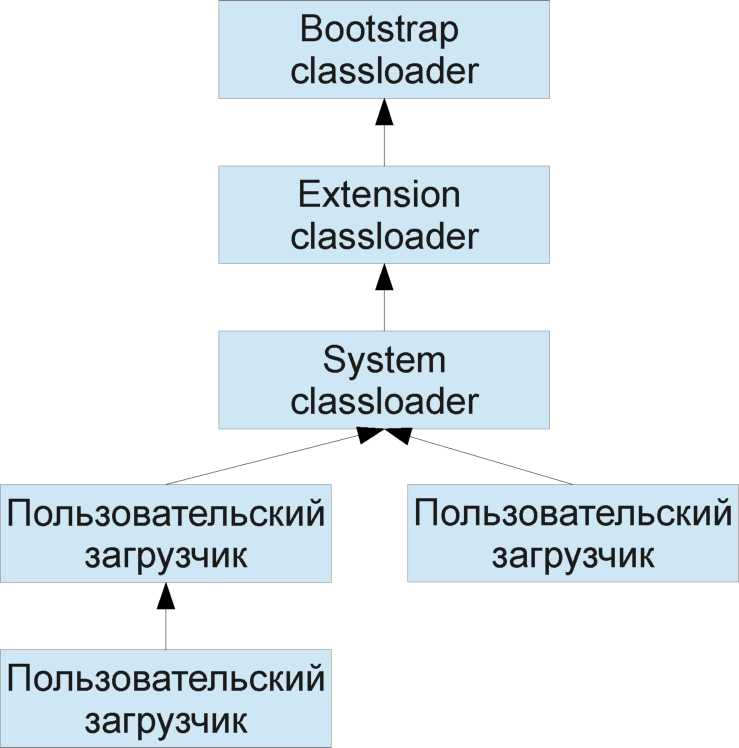 Bootstrap
classloader
Extension
classloader
System
classloader
Пользовательский
загрузчик
Пользовательский
загрузчик
Пользовательский
загрузчик